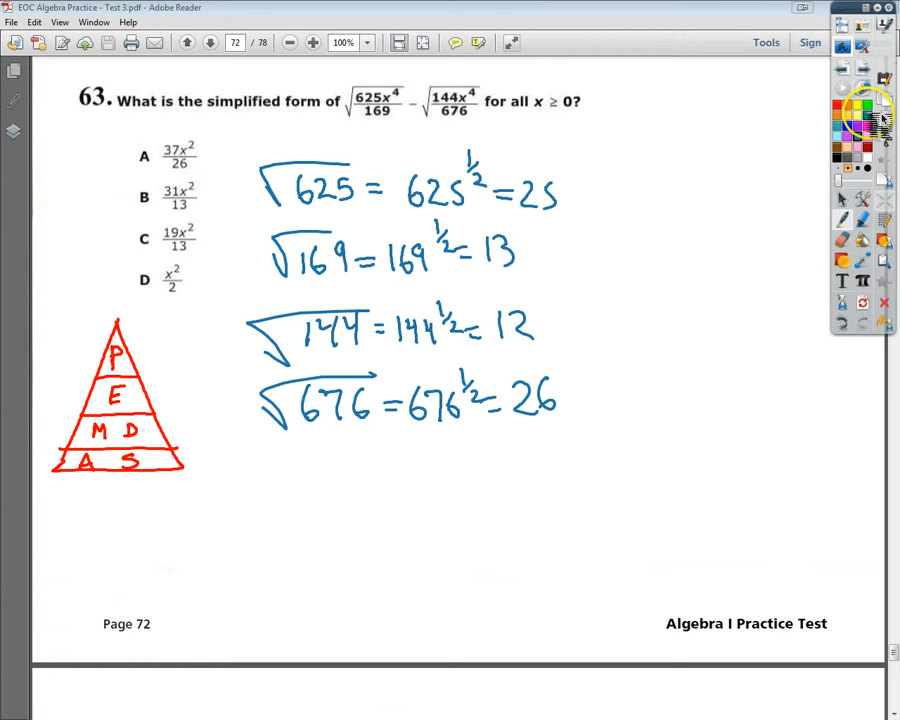 EOC Algebra Practice - Test 3.pdf - Adobe Reader
File Edit View Window Help
72 / 78 100% Tools Sign
63. What is the simplified form of √(625x⁴/169) − √(144x⁴/676) for all x ≥ 0?
A 37x²/26
B 31x²/13
C 19x²/13
D x²/2
√625 = 625^½ = 25
√169 = 169^½ = 13
√144 = 144^½ = 12
√676 = 676^½ = 26
P
E
M D
A S
Page 72 Algebra I Practice Test